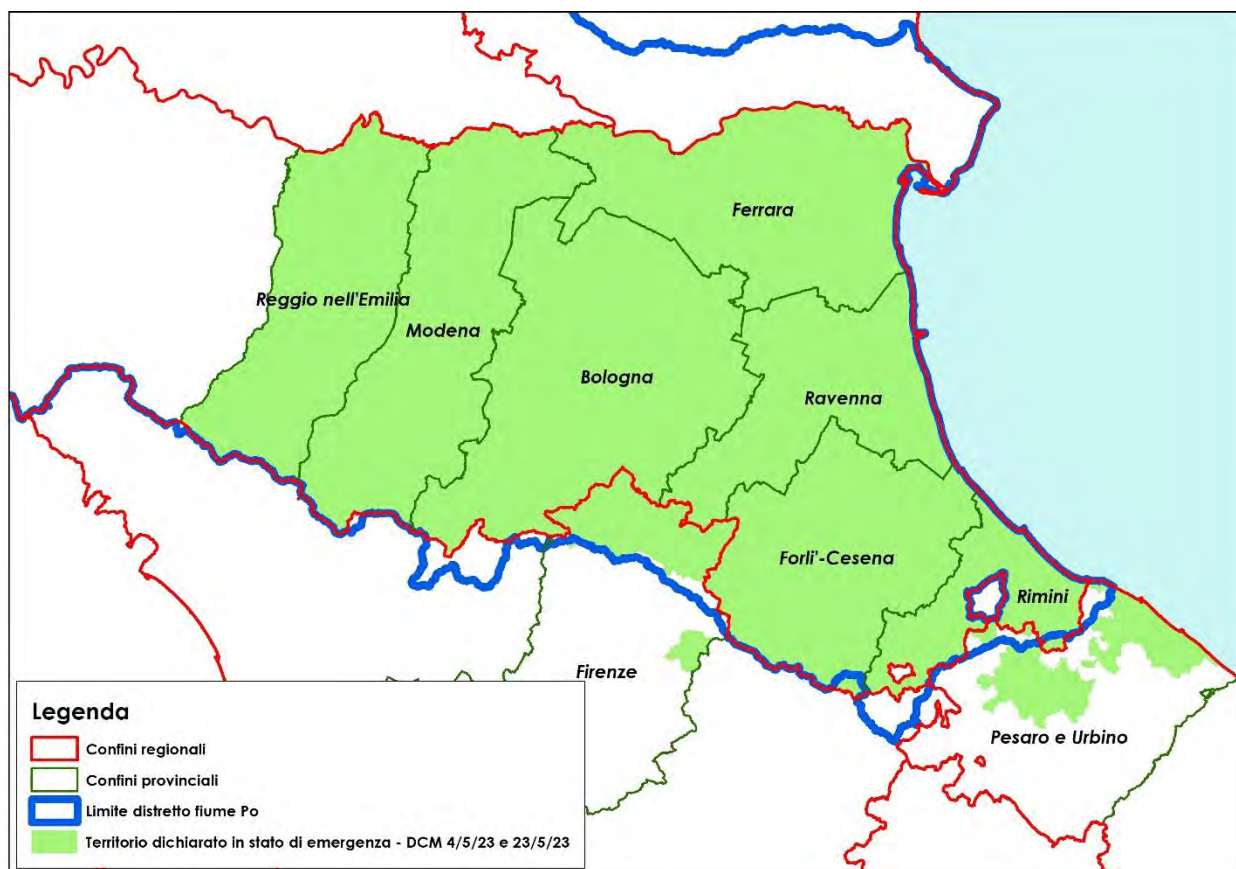 Ferrara
Reggio nell'Emilia
Modena
Bologna
Ravenna
Forli'-Cesena
Rimini
Firenze
Pesaro e Urbino
Legenda
Confini regionali
Confini provinciali
Limite distretto fiume Po
Territorio dichiarato in stato di emergenza - DCM 4/5/23 e 23/5/23